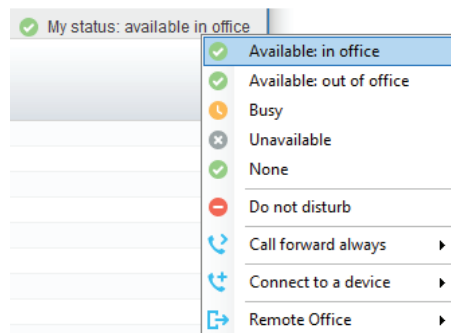 My status: available in office
Available: in office
Available: out of office
Busy
Unavailable
None
Do not disturb
Call forward always
Connect to a device
Remote Office